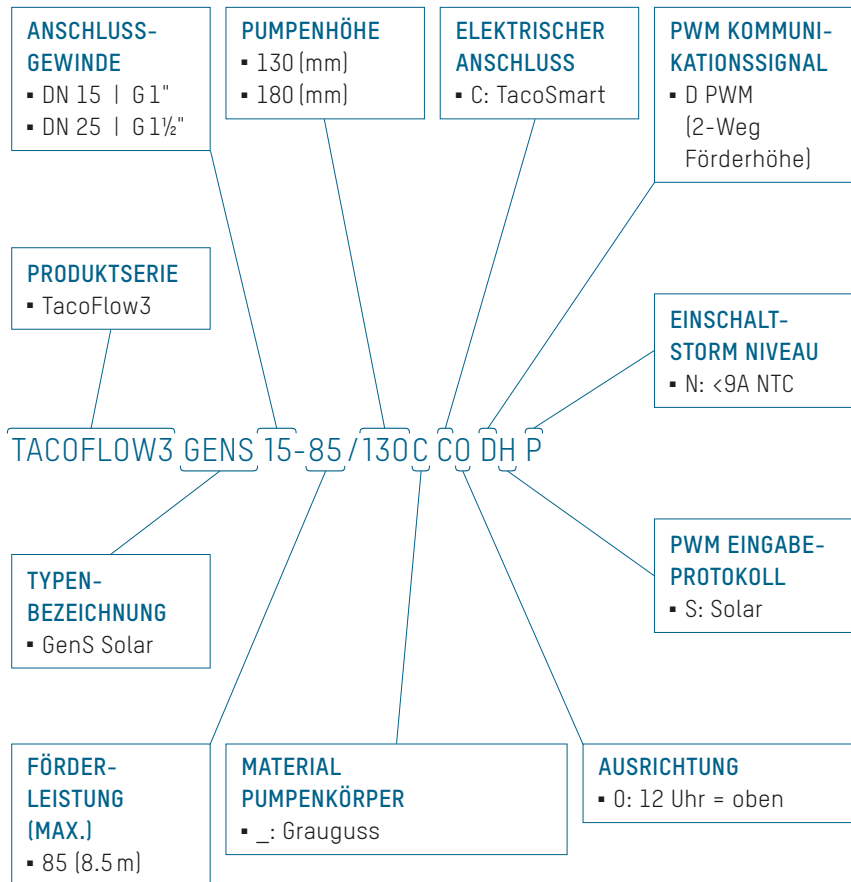 ANSCHLUSS-
GEWINDE
▪ DN 15 | G 1"
▪ DN 25 | G 1½"
PUMPENHÖHE
▪ 130 (mm)
▪ 180 (mm)
ELEKTRISCHER
ANSCHLUSS
▪ C: TacoSmart
PWM KOMMUNI-
KATIONSSIGNAL
▪ D PWM
(2-Weg
Förderhöhe)
PRODUKTSERIE
▪ TacoFlow3
EINSCHALT-
STORM NIVEAU
▪ N: <9A NTC
TACOFLOW3 GENS 15-85/130C CO DH P
TYPEN-
BEZEICHNUNG
▪ GenS Solar
PWM EINGABE-
PROTOKOLL
▪ S: Solar
FÖRDER-
LEISTUNG
(MAX.)
▪ 85 (8.5 m)
MATERIAL
PUMPENKÖRPER
▪ _: Grauguss
AUSRICHTUNG
▪ 0: 12 Uhr = oben